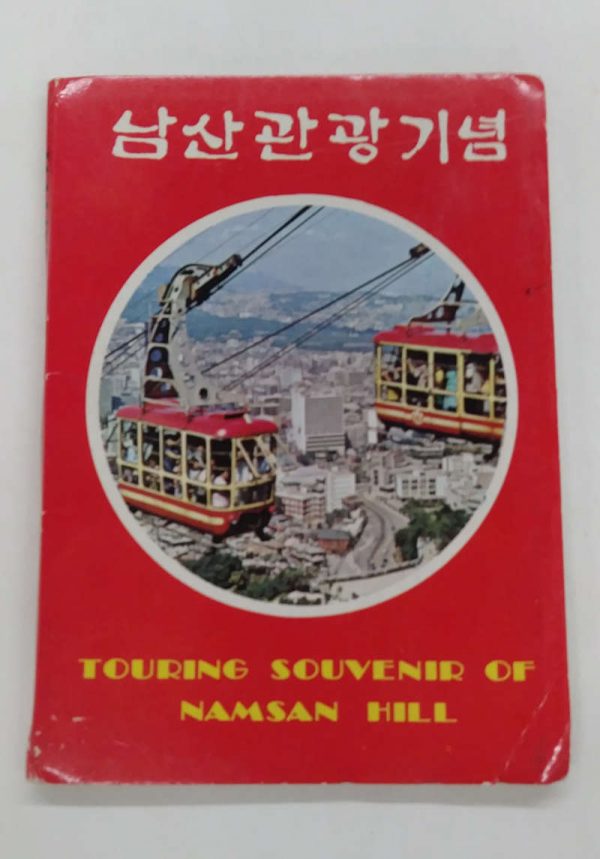 남산관광기념
TOURING SOUVENIR OF
NAMSAN HILL